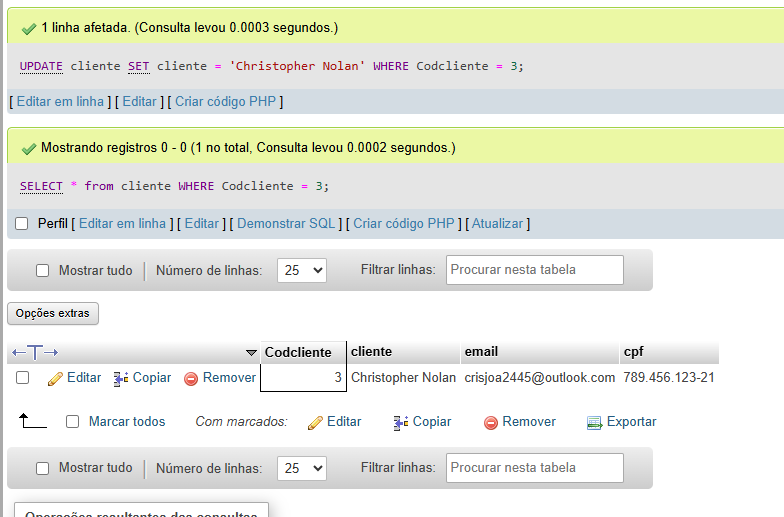 1 linha afetada. (Consulta levou 0.0003 segundos.)
UPDATE cliente SET cliente = 'Christopher Nolan' WHERE Codcliente = 3;
[ Editar em linha ] [ Editar ] [ Criar código PHP ]
Mostrando registros 0 - 0 (1 no total, Consulta levou 0.0002 segundos.)
SELECT * from cliente WHERE Codcliente = 3;
Perfil [ Editar em linha ] [ Editar ] [ Demonstrar SQL ] [ Criar código PHP ] [ Atualizar ]
Mostrar tudo Número de linhas: 25 Filtrar linhas: Procurar nesta tabela
Opções extras
←T→ Codcliente cliente email cpf
Editar Copiar Remover 3 Christopher Nolan crisjoa2445@outlook.com 789.456.123-21
Marcar todos Com marcados: Editar Copiar Remover Exportar
Mostrar tudo Número de linhas: 25 Filtrar linhas: Procurar nesta tabela
Operações resultantes das consultas